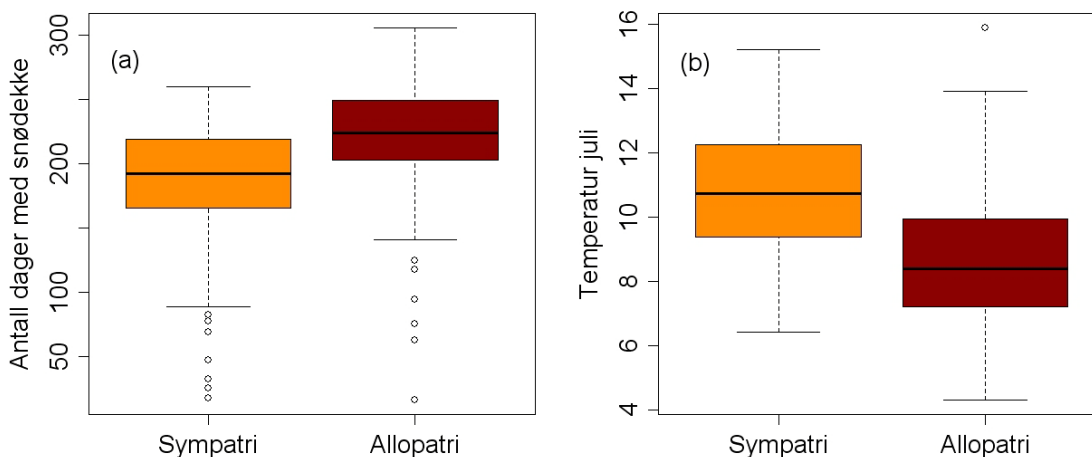 (a)
Antall dager med snødekke
300
200
100
50
Sympatri
Allopatri
(b)
Temperatur juli
16
14
12
10
8
6
4
Sympatri
Allopatri